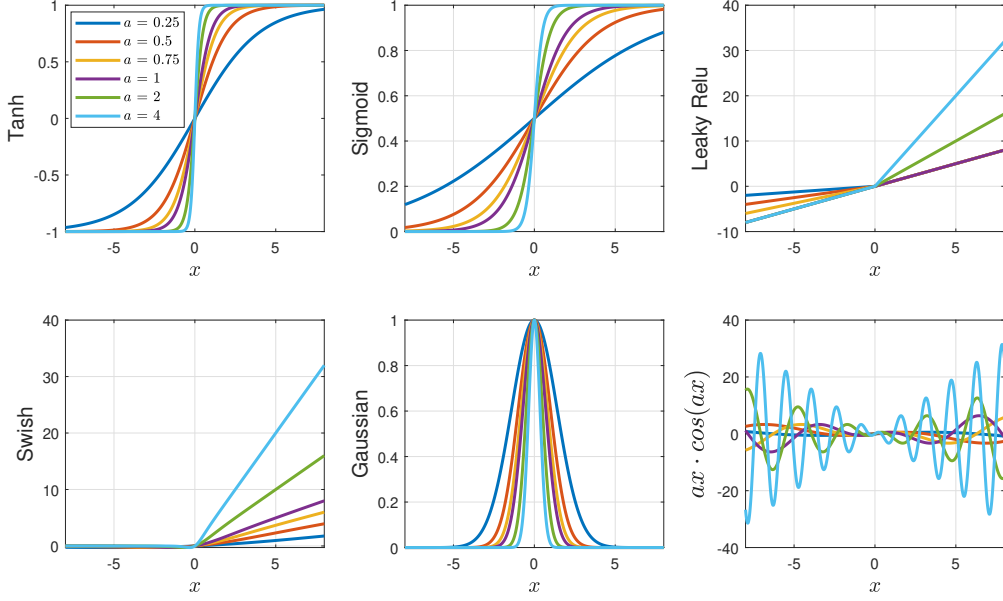 Tanh
1
0.5
0
-0.5
-1
a = 0.25
a = 0.5
a = 0.75
a = 1
a = 2
a = 4
-5 0 5
x
Sigmoid
1
0.8
0.6
0.4
0.2
0
-5 0 5
x
Leaky Relu
40
30
20
10
0
-10
-5 0 5
x
Swish
40
30
20
10
0
-5 0 5
x
Gaussian
1
0.8
0.6
0.4
0.2
0
-5 0 5
x
ax · cos(ax)
40
20
0
-20
-40
-5 0 5
x